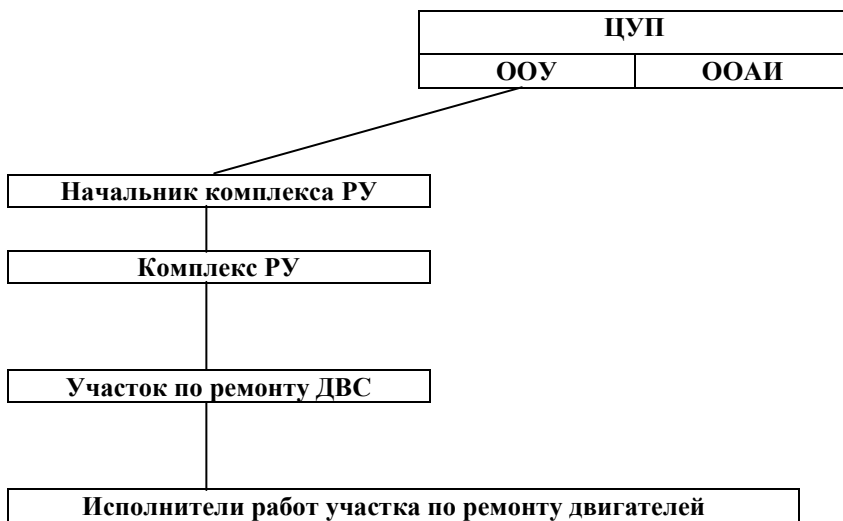 ЦУП
ООУ ООАИ
Начальник комплекса РУ
Комплекс РУ
Участок по ремонту ДВС
Исполнители работ участка по ремонту двигателей